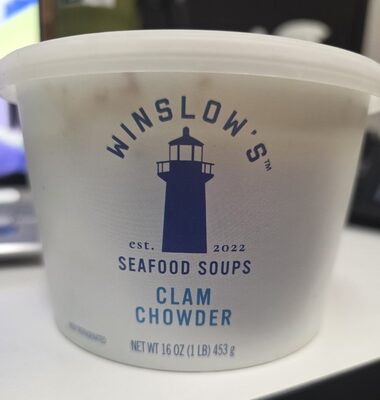 WINSLOW'S™
est. 2022
SEAFOOD SOUPS
CLAM
CHOWDER
NET WT 16 OZ (1 LB) 453 g